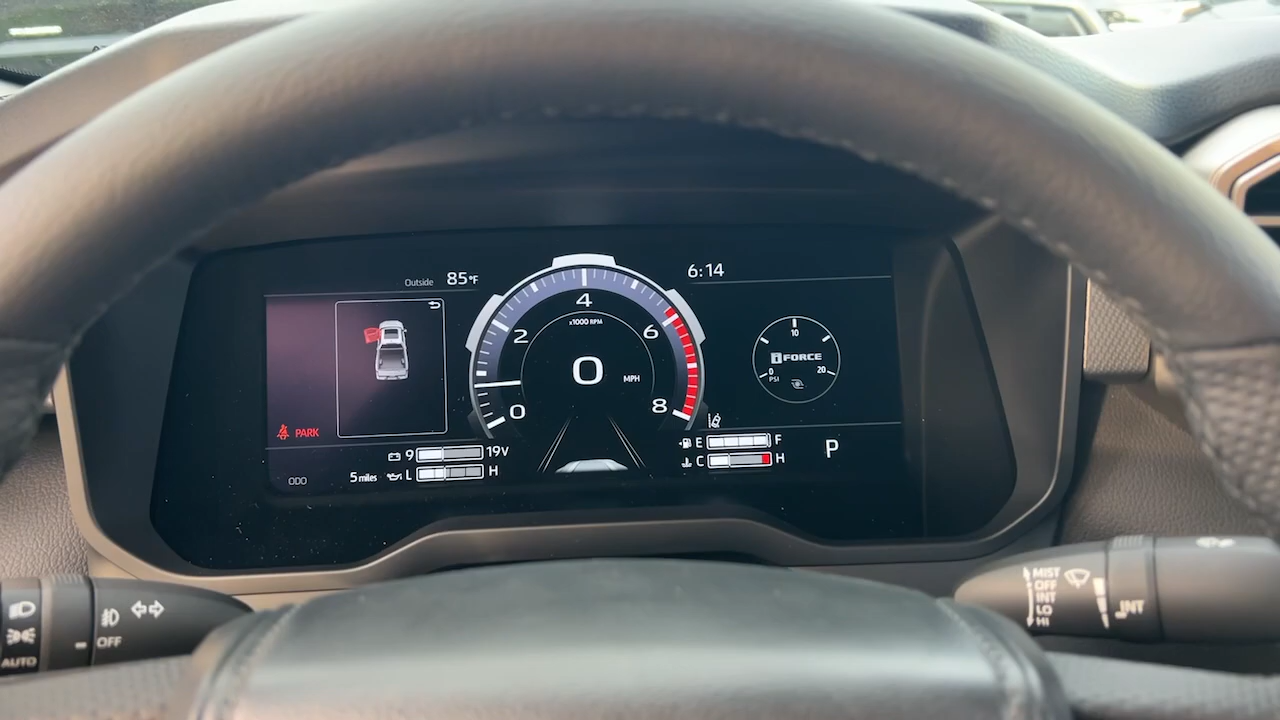 Outside 85°F
6:14
4
x1000 RPM
2
6
10
iFORCE
0
MPH
0
PSI
20
0
8
PARK
9
19V
E
F
P
5 miles
L
H
C
H
ODO
MIST
OFF
INT
LO
HI
INT
OFF
AUTO